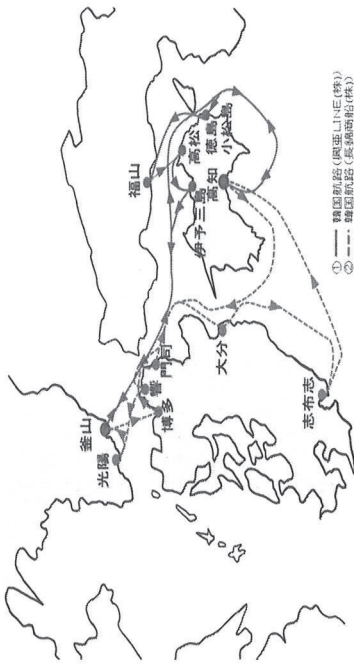 釜山
光陽
博多
響
門司
福山
高松
徳島
小松島
高知
伊予三島
大分
志布志
① 韓国航路(興亜LINE(株))
② 韓国航路(長錦商船(株))